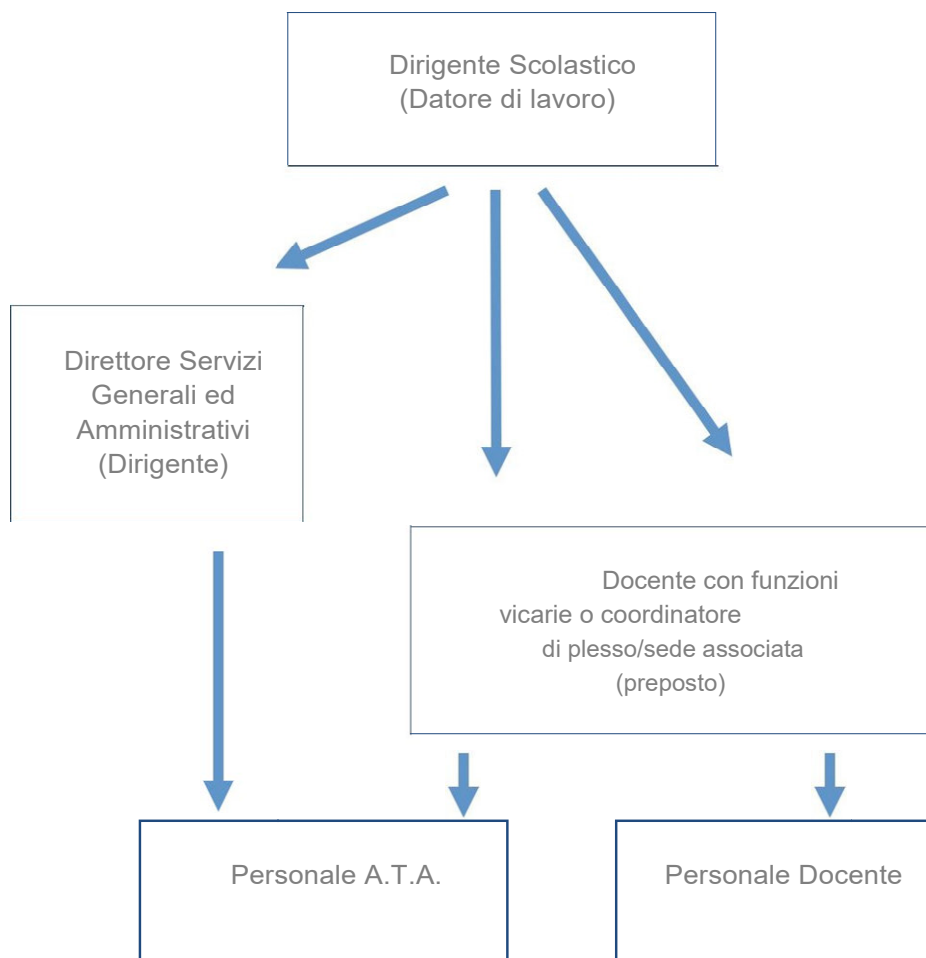 Dirigente Scolastico
(Datore di lavoro)
Direttore Servizi
Generali ed
Amministrativi
(Dirigente)
Docente con funzioni
vicarie o coordinatore
di plesso/sede associata
(preposto)
Personale A.T.A.
Personale Docente